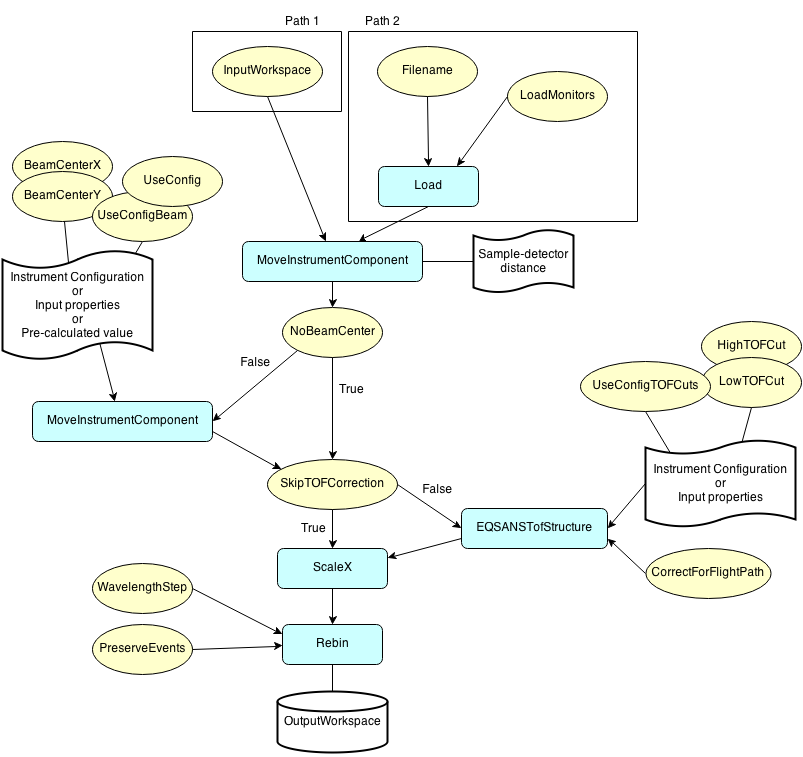 Path 1
Path 2
InputWorkspace
Filename
LoadMonitors
Load
BeamCenterX
BeamCenterY
UseConfig
UseConfigBeam
Instrument Configuration
or
Input properties
or
Pre-calculated value
MoveInstrumentComponent
Sample-detector
distance
NoBeamCenter
False
True
MoveInstrumentComponent
HighTOFCut
LowTOFCut
UseConfigTOFCuts
Instrument Configuration
or
Input properties
SkipTOFCorrection
False
True
EQSANSTofStructure
CorrectForFlightPath
ScaleX
WavelengthStep
PreserveEvents
Rebin
OutputWorkspace